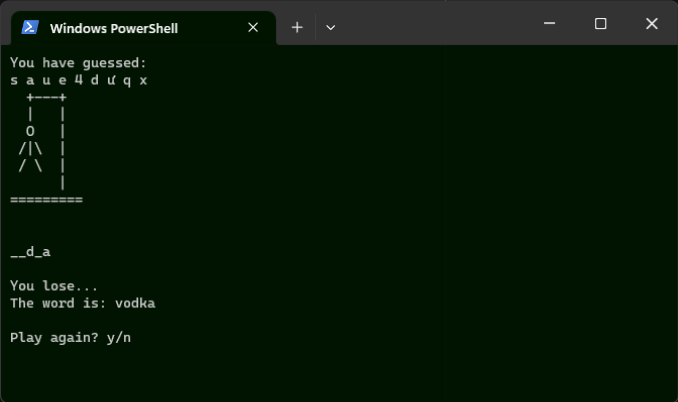 Windows PowerShell
You have guessed:
s a u e 4 d ư q x
  +---+
  |   |
  O   |
 /|\  |
 / \  |
      |
=========
__d_a
You lose...
The word is: vodka
Play again? y/n